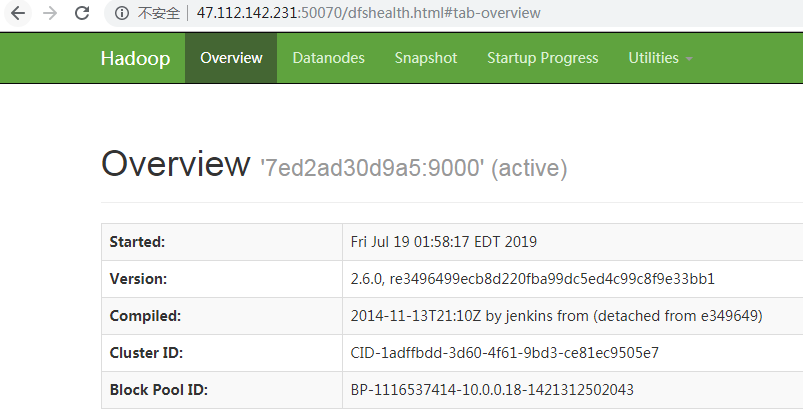 不安全 | 47.112.142.231:50070/dfshealth.html#tab-overview
Hadoop Overview Datanodes Snapshot Startup Progress Utilities
Overview '7ed2ad30d9a5:9000' (active)
Started: Fri Jul 19 01:58:17 EDT 2019
Version: 2.6.0, re3496499ecb8d220fba99dc5ed4c99c8f9e33bb1
Compiled: 2014-11-13T21:10Z by jenkins from (detached from e349649)
Cluster ID: CID-1adffbdd-3d60-4f61-9bd3-ce81ec9505e7
Block Pool ID: BP-1116537414-10.0.0.18-1421312502043